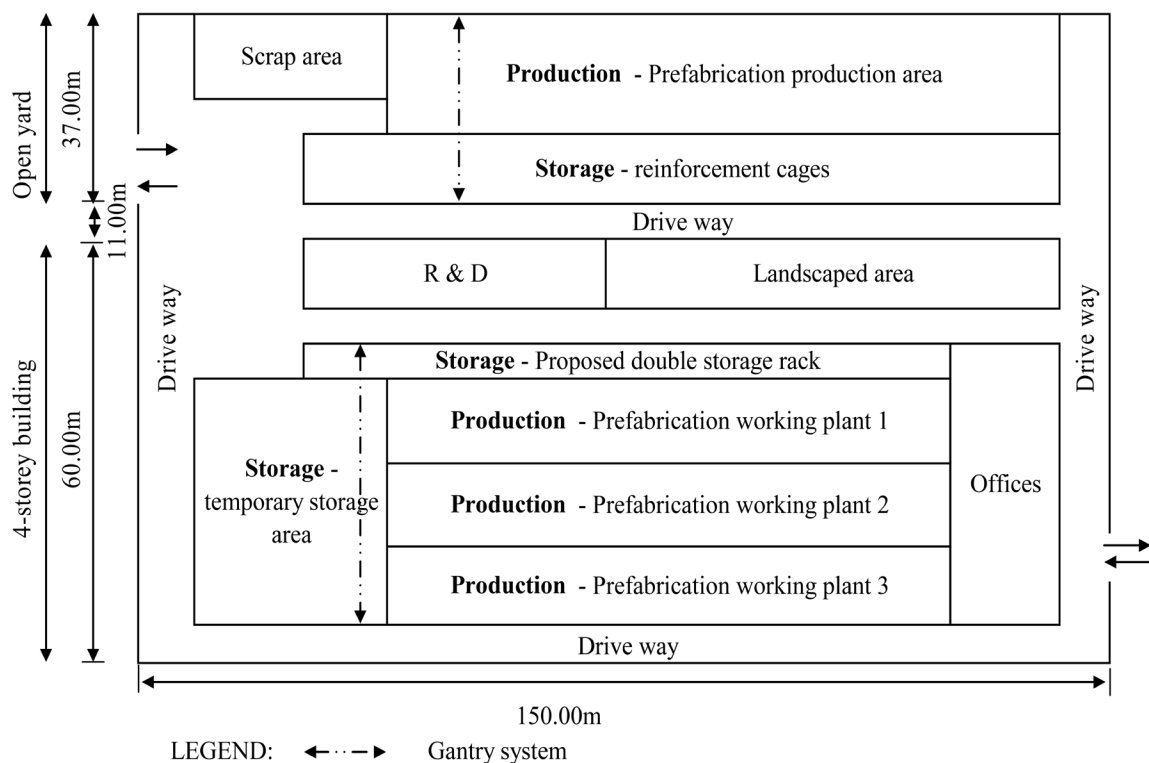 Scrap area
Production - Prefabrication production area
Open yard
37.00m
Storage - reinforcement cages
11.00m
Drive way
R & D
Landscaped area
Drive way
Drive way
4-storey building
60.00m
Storage - Proposed double storage rack
Production - Prefabrication working plant 1
Storage -
temporary storage
area
Production - Prefabrication working plant 2
Offices
Production - Prefabrication working plant 3
Drive way
150.00m
LEGEND: Gantry system